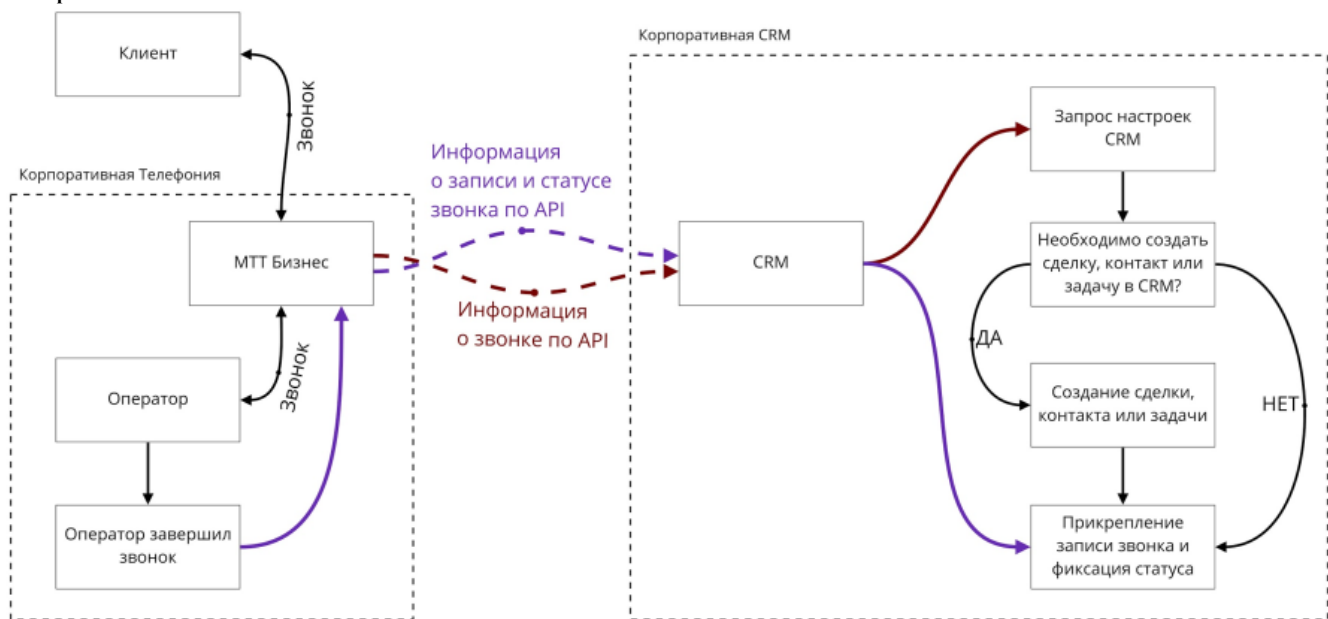 Корпоративная CRM
Клиент
Звонок
Запрос настроек
CRM
Информация
о записи и статусе
звонка по API
Корпоративная Телефония
МТТ Бизнес
CRM
Необходимо создать
сделку, контакт или
задачу в CRM?
Информация
о звонке по API
ДА
Звонок
Оператор
Создание сделки,
контакта или задачи
НЕТ
Оператор завершил
звонок
Прикрепление
записи звонка и
фиксация статуса